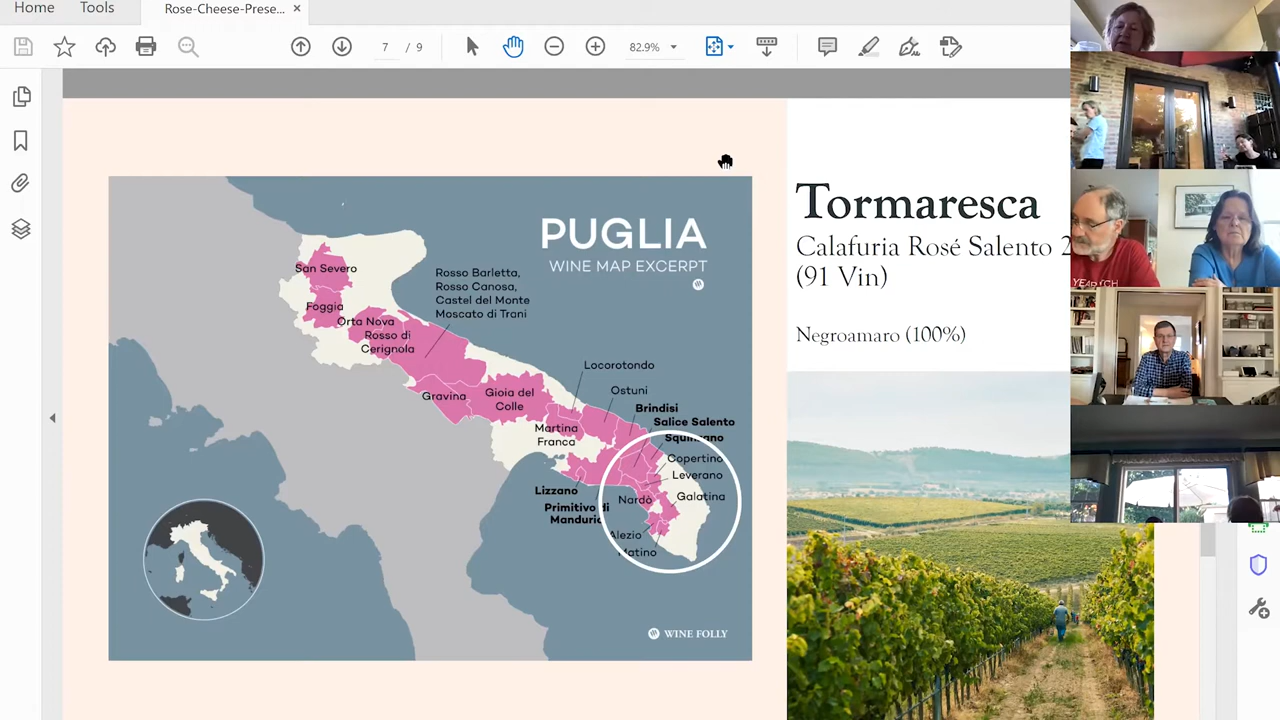 Home
Tools
Rose-Cheese-Prese...
7 / 9
82.9%
PUGLIA
WINE MAP EXCERPT
San Severo
Foggia
Orta Nova
Rosso di
Cerignola
Rosso Barletta,
Rosso Canosa,
Castel del Monte
Moscato di Trani
Gravina
Gioia del
Colle
Locorotondo
Ostuni
Martina
Franca
Brindisi
Salice Salento
Squinzano
Copertino
Leverano
Nardò
Galatina
Lizzano
Primitivo di
Manduria
Alezio
Matino
WINE FOLLY
Tormaresca
Calafuria Rosé Salento 2
(91 Vin)
Negroamaro (100%)